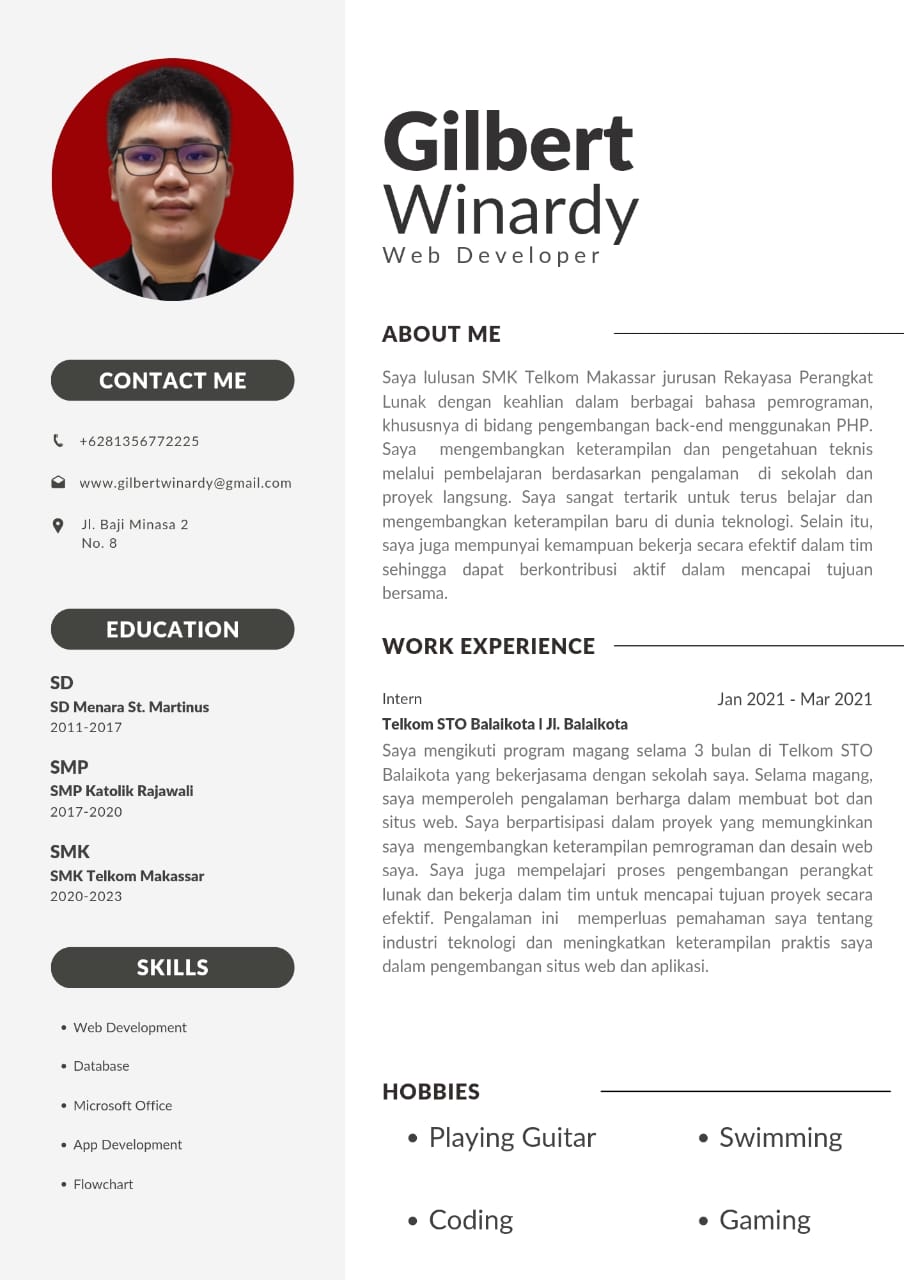 Gilbert
Winardy
Web Developer
CONTACT ME
+6281356772225
www.gilbertwinardy@gmail.com
Jl. Baji Minasa 2
No. 8
EDUCATION
SD
SD Menara St. Martinus
2011-2017
SMP
SMP Katolik Rajawali
2017-2020
SMK
SMK Telkom Makassar
2020-2023
SKILLS
• Web Development
• Database
• Microsoft Office
• App Development
• Flowchart
ABOUT ME
Saya lulusan SMK Telkom Makassar jurusan Rekayasa Perangkat
Lunak dengan keahlian dalam berbagai bahasa pemrograman,
khususnya di bidang pengembangan back-end menggunakan PHP.
Saya mengembangkan keterampilan dan pengetahuan teknis
melalui pembelajaran berdasarkan pengalaman di sekolah dan
proyek langsung. Saya sangat tertarik untuk terus belajar dan
mengembangkan keterampilan baru di dunia teknologi. Selain itu,
saya juga mempunyai kemampuan bekerja secara efektif dalam tim
sehingga dapat berkontribusi aktif dalam mencapai tujuan
bersama.
WORK EXPERIENCE
Intern Jan 2021 - Mar 2021
Telkom STO Balaikota l Jl. Balaikota
Saya mengikuti program magang selama 3 bulan di Telkom STO
Balaikota yang bekerjasama dengan sekolah saya. Selama magang,
saya memperoleh pengalaman berharga dalam membuat bot dan
situs web. Saya berpartisipasi dalam proyek yang memungkinkan
saya mengembangkan keterampilan pemrograman dan desain web
saya. Saya juga mempelajari proses pengembangan perangkat
lunak dan bekerja dalam tim untuk mencapai tujuan proyek secara
efektif. Pengalaman ini memperluas pemahaman saya tentang
industri teknologi dan meningkatkan keterampilan praktis saya
dalam pengembangan situs web dan aplikasi.
HOBBIES
• Playing Guitar • Swimming
• Coding • Gaming